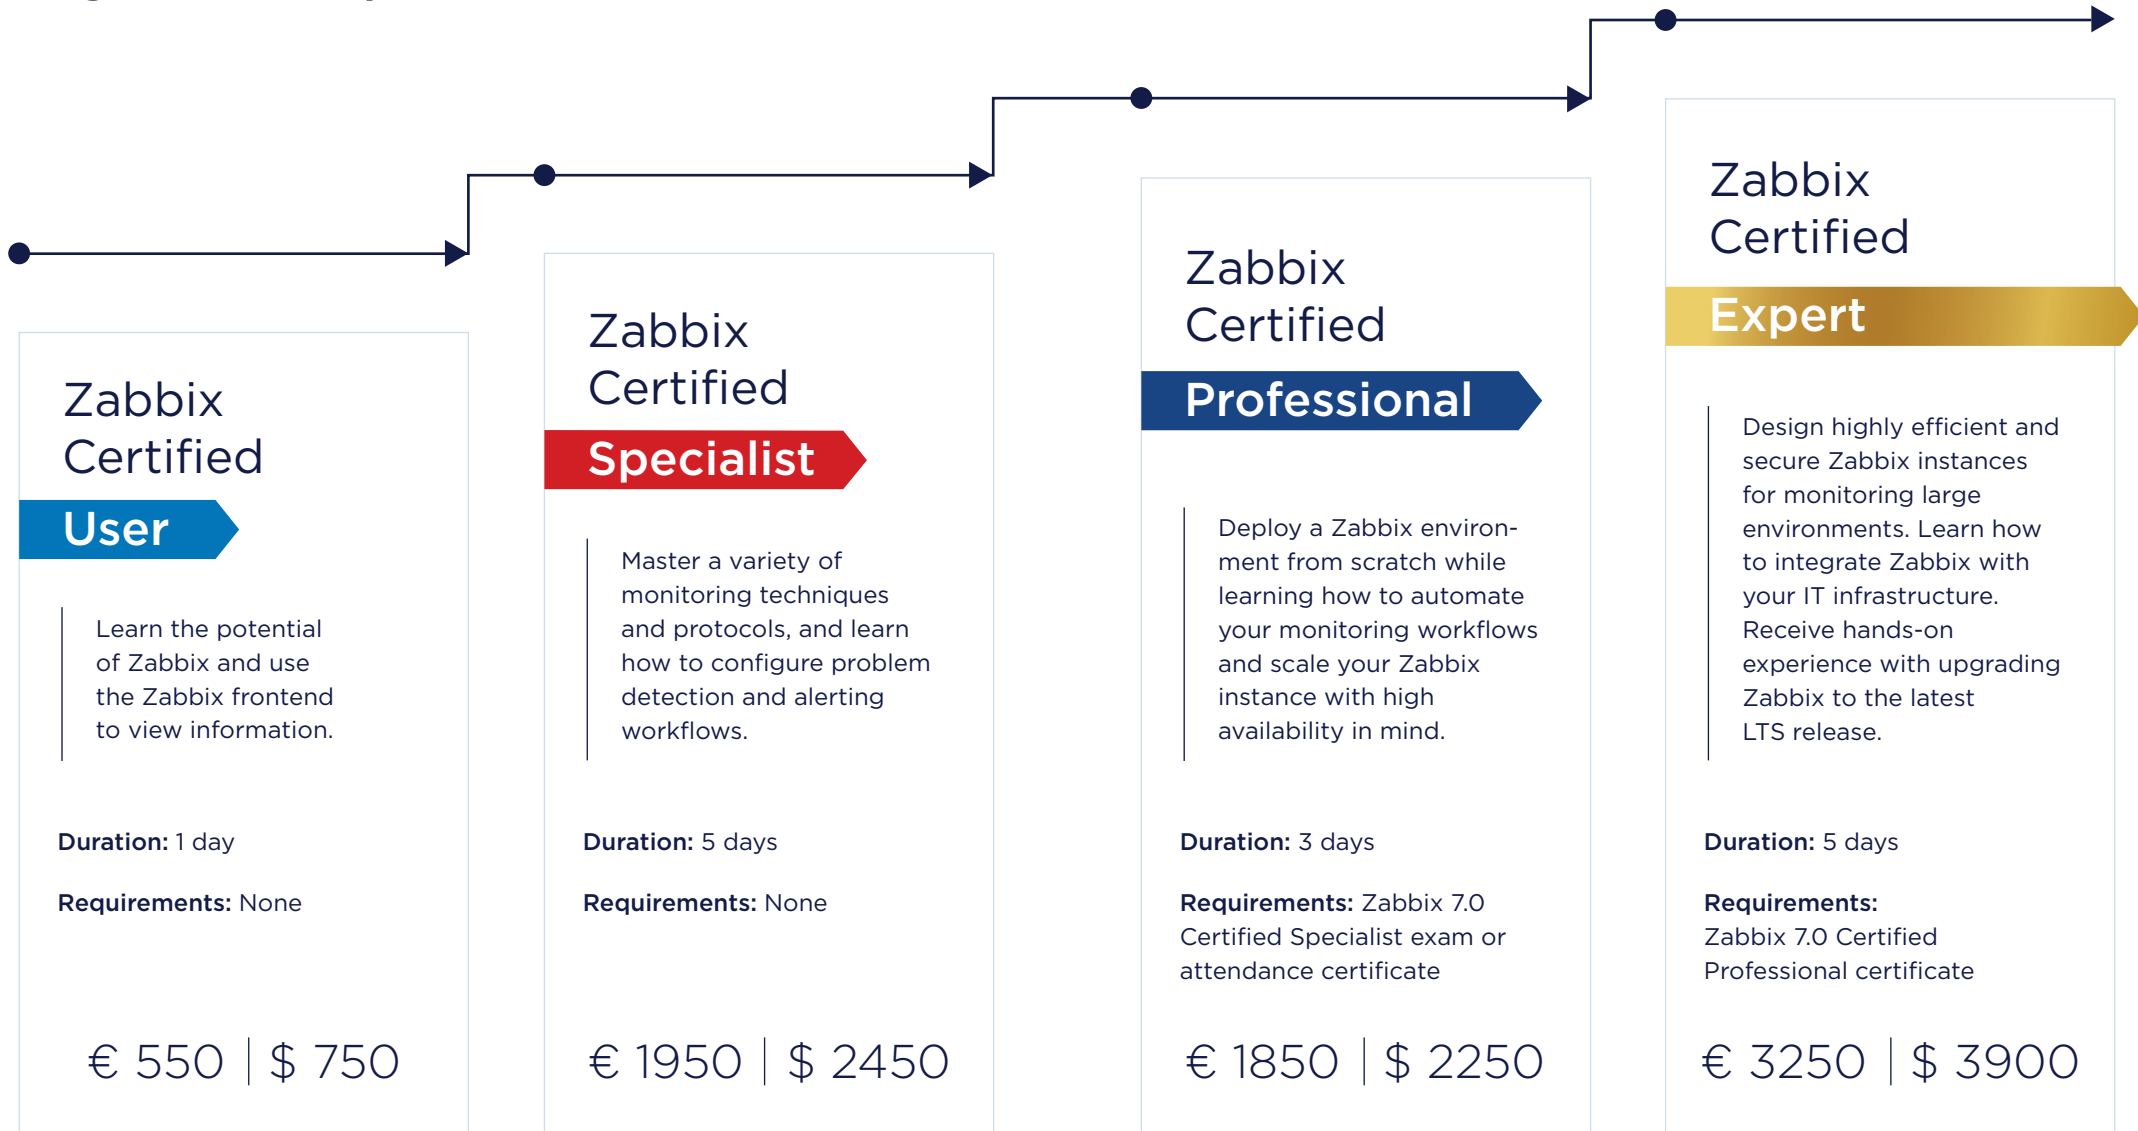 Zabbix
Certified
User
Learn the potential
of Zabbix and use
the Zabbix frontend
to view information.
Duration: 1 day
Requirements: None
€ 550 | $ 750
Zabbix
Certified
Specialist
Master a variety of
monitoring techniques
and protocols, and learn
how to configure problem
detection and alerting
workflows.
Duration: 5 days
Requirements: None
€ 1950 | $ 2450
Zabbix
Certified
Professional
Deploy a Zabbix environ-
ment from scratch while
learning how to automate
your monitoring workflows
and scale your Zabbix
instance with high
availability in mind.
Duration: 3 days
Requirements: Zabbix 7.0
Certified Specialist exam or
attendance certificate
€ 1850 | $ 2250
Zabbix
Certified
Expert
Design highly efficient and
secure Zabbix instances
for monitoring large
environments. Learn how
to integrate Zabbix with
your IT infrastructure.
Receive hands-on
experience with upgrading
Zabbix to the latest
LTS release.
Duration: 5 days
Requirements:
Zabbix 7.0 Certified
Professional certificate
€ 3250 | $ 3900